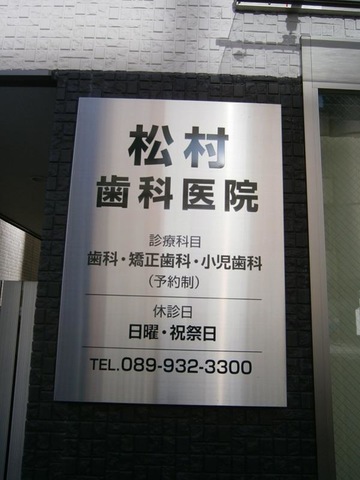 松村
歯科医院
診療科目
歯科・矯正歯科・小児歯科
（予約制）
休診日
日曜・祝祭日
TEL.089-932-3300